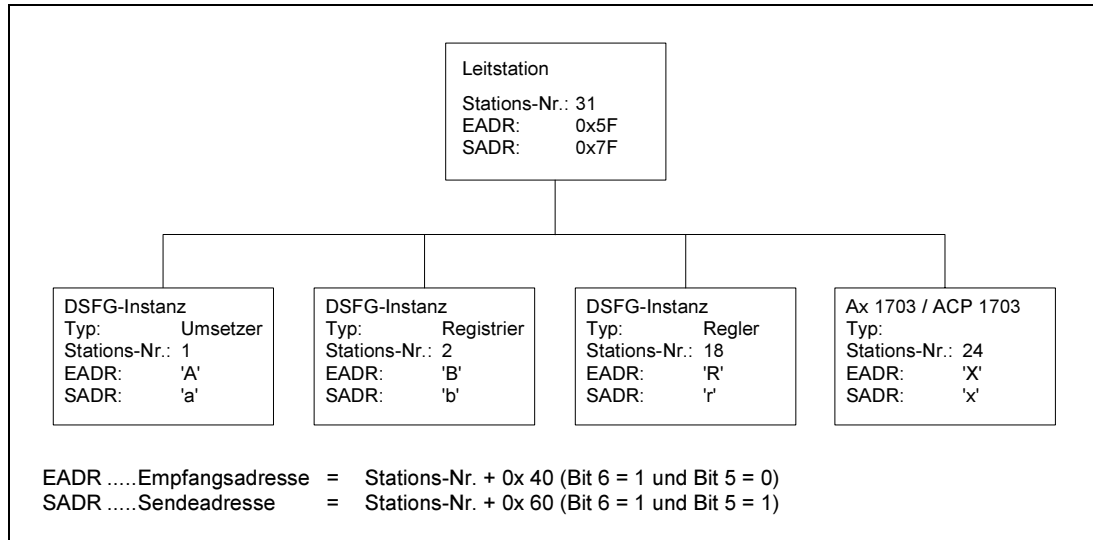 Leitstation
Stations-Nr.: 31
EADR: 0x5F
SADR: 0x7F
DSFG-Instanz
Typ: Umsetzer
Stations-Nr.: 1
EADR: 'A'
SADR: 'a'
DSFG-Instanz
Typ: Registrier
Stations-Nr.: 2
EADR: 'B'
SADR: 'b'
DSFG-Instanz
Typ: Regler
Stations-Nr.: 18
EADR: 'R'
SADR: 'r'
Ax 1703 / ACP 1703
Typ:
Stations-Nr.: 24
EADR: 'X'
SADR: 'x'
EADR .....Empfangsadresse = Stations-Nr. + 0x 40 (Bit 6 = 1 und Bit 5 = 0)
SADR .....Sendeadresse = Stations-Nr. + 0x 60 (Bit 6 = 1 und Bit 5 = 1)